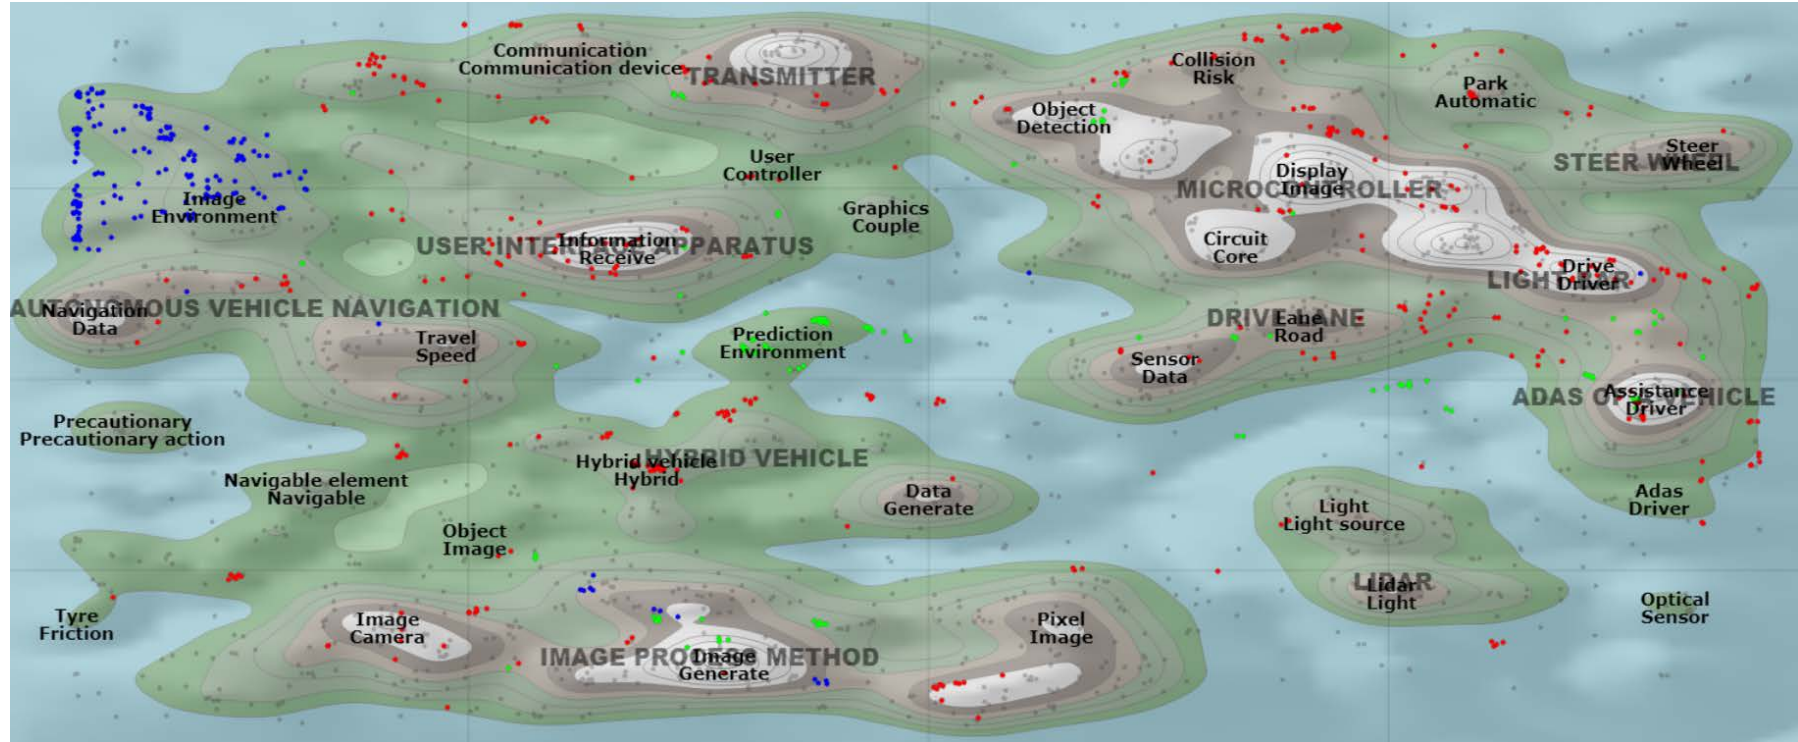 Communication
Communication device
TRANSMITTER
Collision
Risk
Park
Automatic
Object
Detection
User
Controller
Steer
Wheel
STEER WHEEL
Display
Image
MICROCONTROLLER
Image
Environment
Graphics
Couple
Information
Receive
USER INTERFACE APPARATUS
Circuit
Core
Drive
Driver
LIGHT BAR
AUTONOMOUS VEHICLE NAVIGATION
Navigation
Data
Travel
Speed
Prediction
Environment
DRIVE LANE
Lane
Road
Sensor
Data
Assistance
Driver
ADAS VEHICLE
Precautionary
Precautionary action
Hybrid vehicle
Hybrid
HYBRID VEHICLE
Navigable element
Navigable
Data
Generate
Light
Light source
Adas
Driver
Object
Image
LIDAR
Lidar
Light
Tyre
Friction
Image
Camera
Pixel
Image
Optical
Sensor
IMAGE PROCESS METHOD
Image
Generate